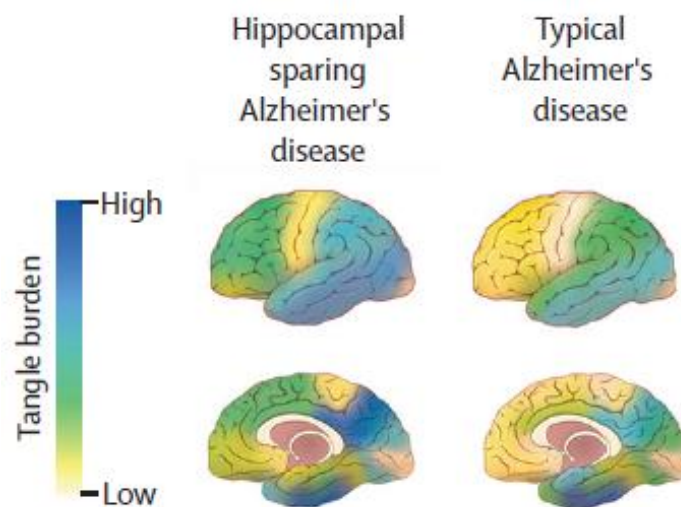 Hippocampal
sparing
Alzheimer's
disease
Typical
Alzheimer's
disease
High
Tangle burden
Low